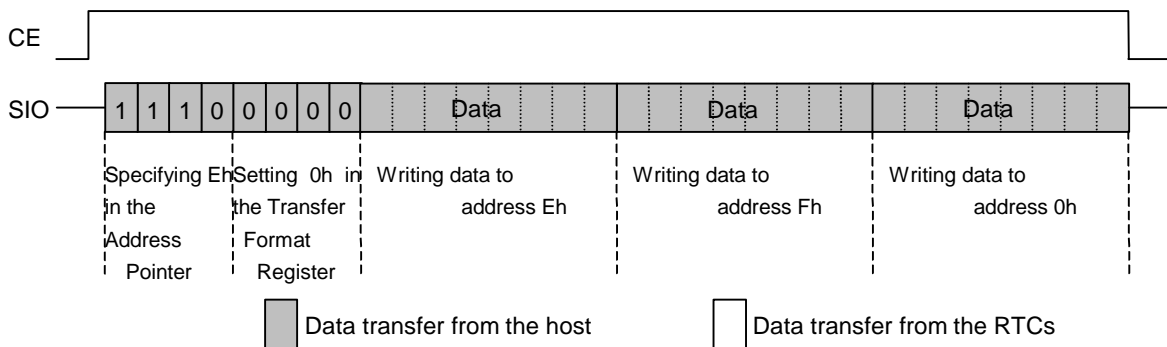 CE
SIO 1 1 1 0 0 0 0 0 Data Data Data
Specifying Eh Setting 0h in Writing data to Writing data to Writing data to
in the the Transfer address Eh address Fh address 0h
Address Format
Pointer Register
Data transfer from the host Data transfer from the RTCs